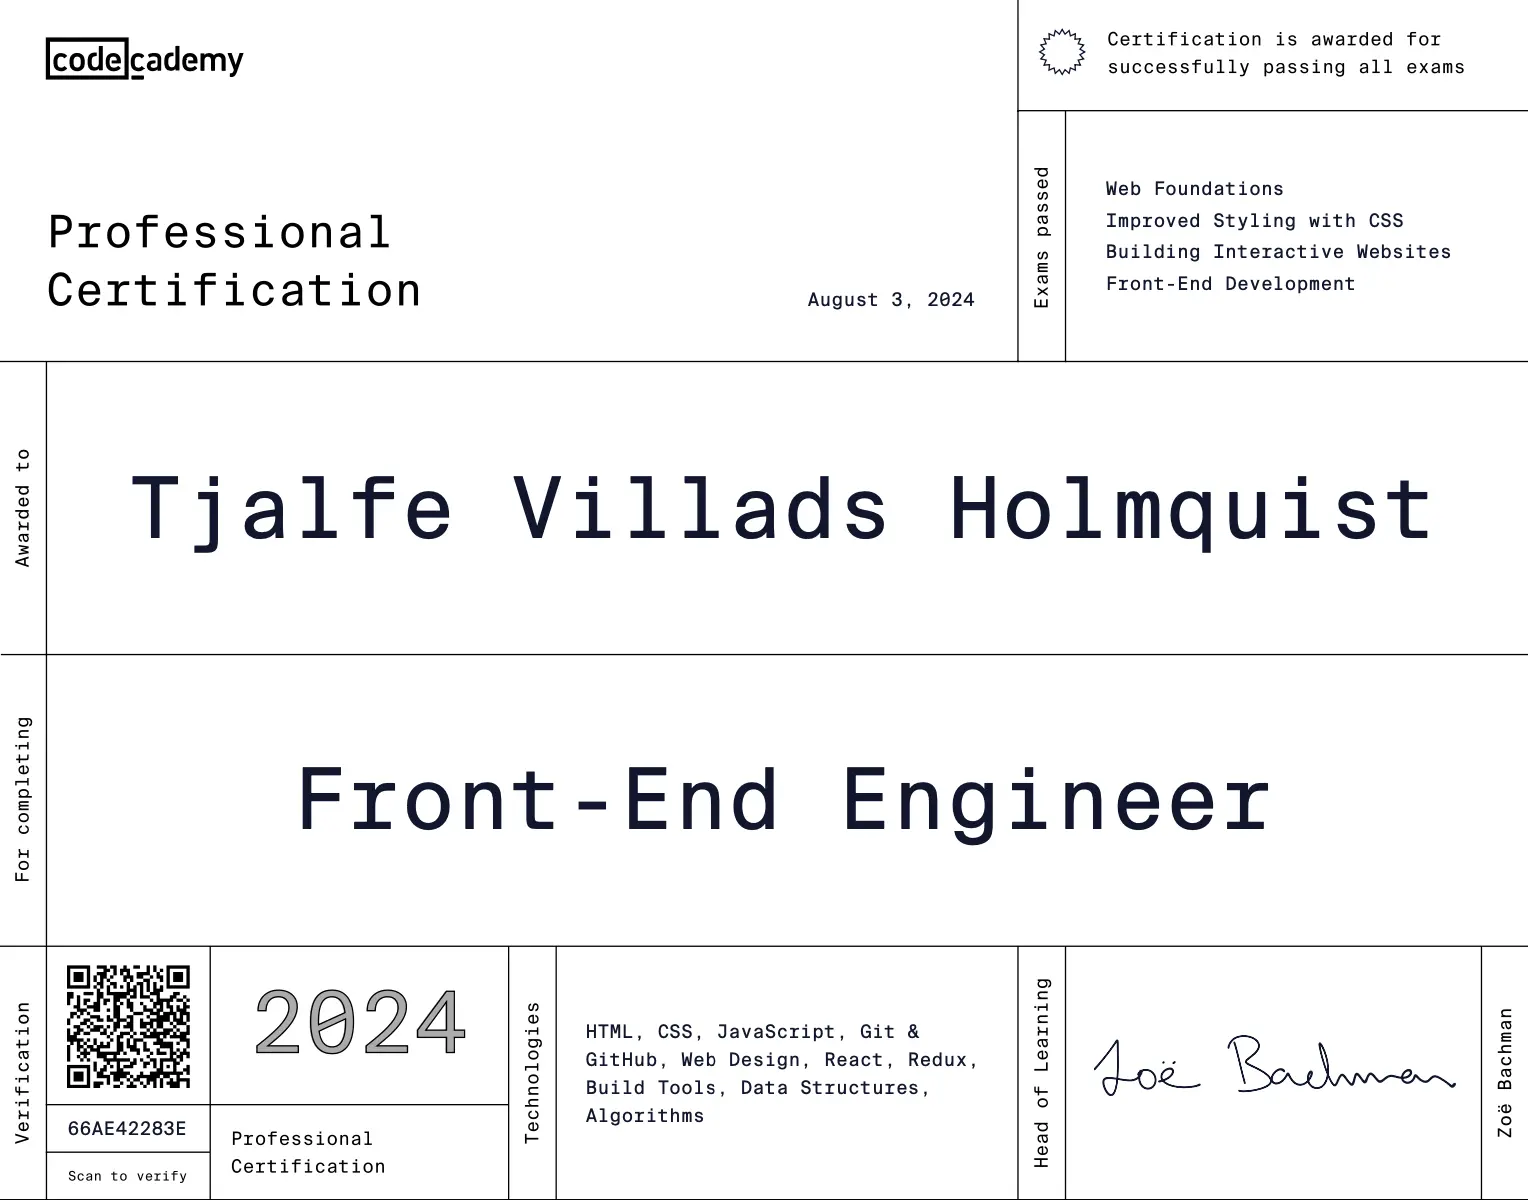 codecademy
Certification is awarded for
successfully passing all exams
Professional
Certification
August 3, 2024
Exams passed
Web Foundations
Improved Styling with CSS
Building Interactive Websites
Front-End Development
Awarded to
Tjalfe Villads Holmquist
For completing
Front-End Engineer
Verification
66AE42283E
Scan to verify
2024
Professional
Certification
Technologies
HTML, CSS, JavaScript, Git &
GitHub, Web Design, React, Redux,
Build Tools, Data Structures,
Algorithms
Head of Learning
Zoë Bachman
Zoë Bachman